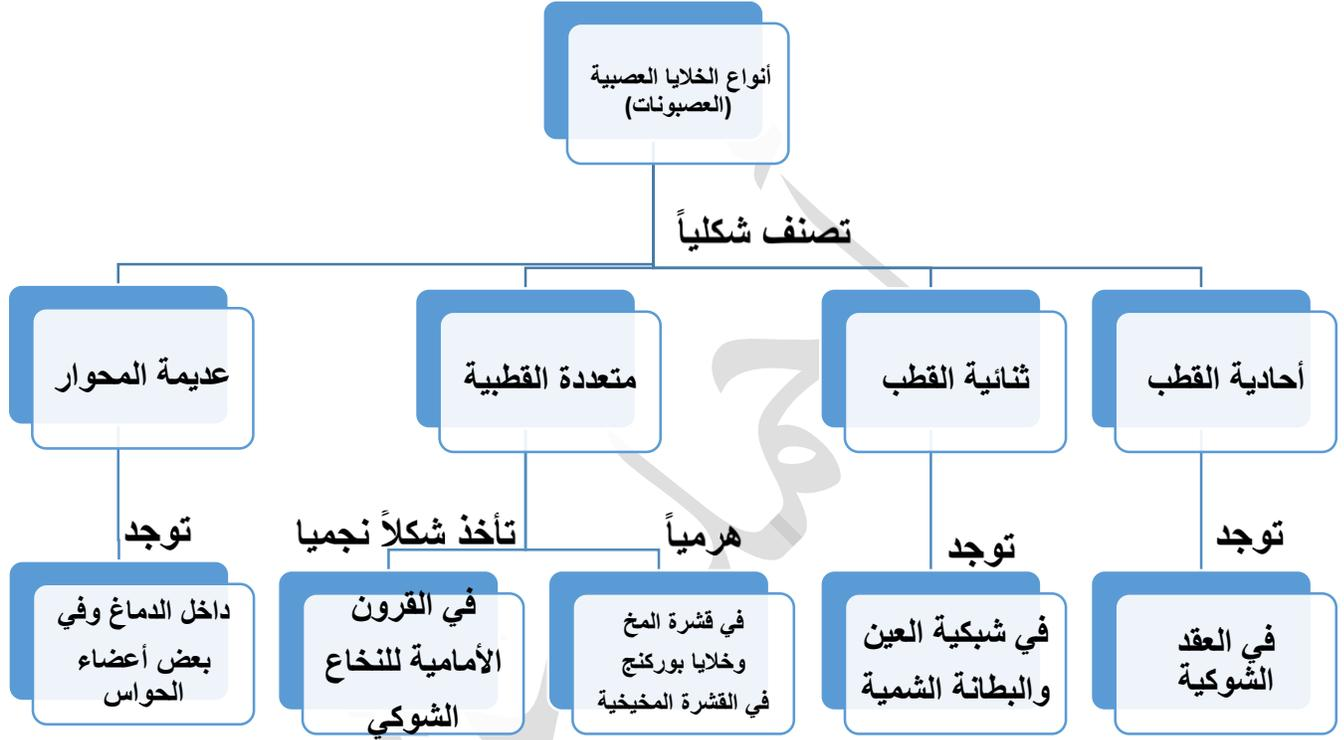 أنواع الخلايا العصبية
(العصبونات)
تصنف شكلياً
أحادية القطب
ثنائية القطب
متعددة القطبية
عديمة المحوار
توجد
توجد
هرمياً
تأخذ شكلاً نجميا
توجد
في العقد
الشوكية
في شبكية العين
والبطانة الشمية
في قشرة المخ
وخلايا بوركنج
في القشرة المخيخية
في القرون
الأمامية للنخاع
الشوكي
داخل الدماغ وفي
بعض أعضاء
الحواس